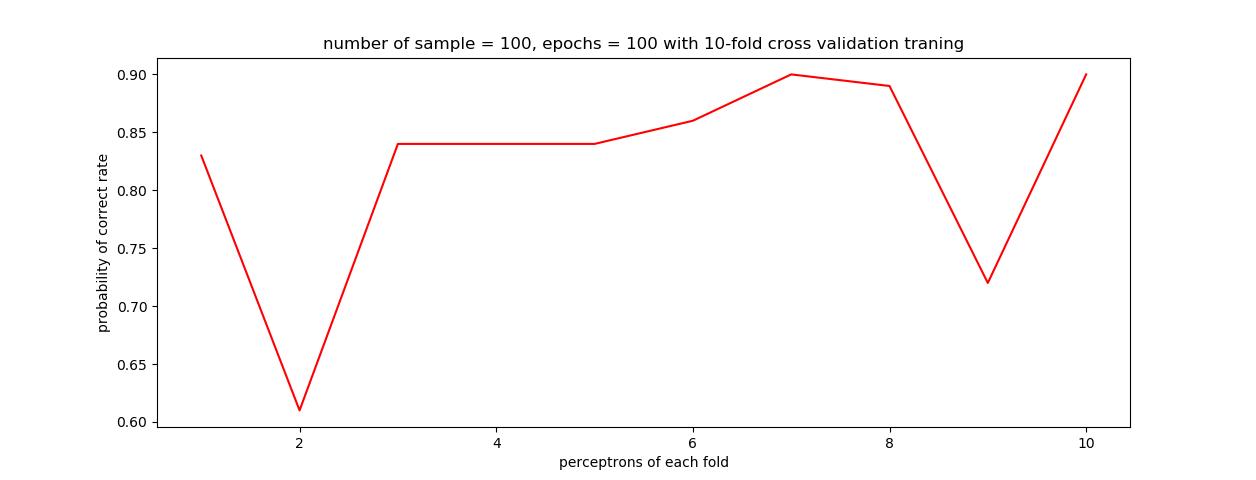 number of sample = 100, epochs = 100 with 10-fold cross validation traning
0.90
0.85
0.80
0.75
0.70
0.65
0.60
probability of correct rate
2 4 6 8 10
perceptrons of each fold